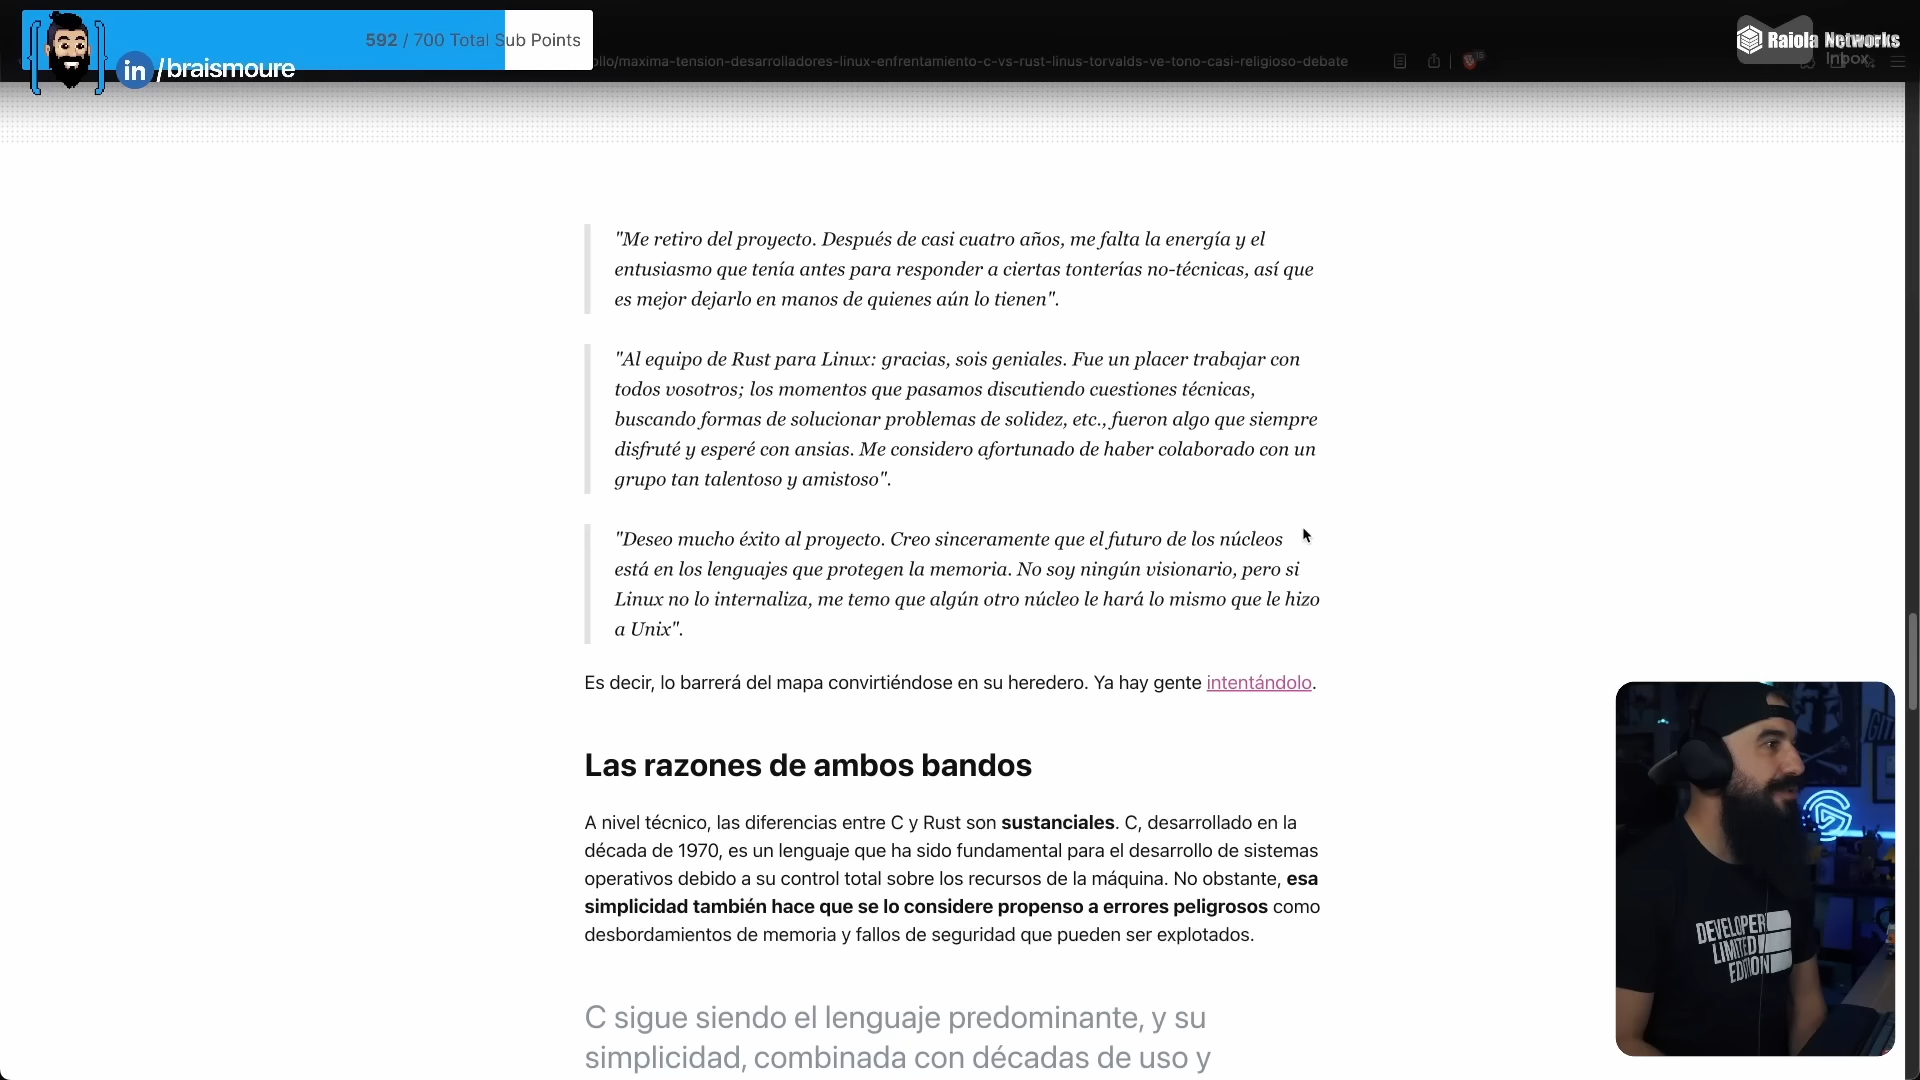 592 / 700 Total Sub Points
in /braismoure
ollo/maxima-tension-desarrolladores-linux-enfrentamiento-c-vs-rust-linus-torvalds-ve-tono-casi-religioso-debate
Raiola Networks
Inbox
"Me retiro del proyecto. Después de casi cuatro años, me falta la energía y el
entusiasmo que tenía antes para responder a ciertas tonterías no-técnicas, así que
es mejor dejarlo en manos de quienes aún lo tienen".
"Al equipo de Rust para Linux: gracias, sois geniales. Fue un placer trabajar con
todos vosotros; los momentos que pasamos discutiendo cuestiones técnicas,
buscando formas de solucionar problemas de solidez, etc., fueron algo que siempre
disfruté y esperé con ansias. Me considero afortunado de haber colaborado con un
grupo tan talentoso y amistoso".
"Deseo mucho éxito al proyecto. Creo sinceramente que el futuro de los núcleos
está en los lenguajes que protegen la memoria. No soy ningún visionario, pero si
Linux no lo internaliza, me temo que algún otro núcleo le hará lo mismo que le hizo
a Unix".
Es decir, lo barrerá del mapa convirtiéndose en su heredero. Ya hay gente intentándolo.
Las razones de ambos bandos
A nivel técnico, las diferencias entre C y Rust son sustanciales. C, desarrollado en la
década de 1970, es un lenguaje que ha sido fundamental para el desarrollo de sistemas
operativos debido a su control total sobre los recursos de la máquina. No obstante, esa
simplicidad también hace que se lo considere propenso a errores peligrosos como
desbordamientos de memoria y fallos de seguridad que pueden ser explotados.
C sigue siendo el lenguaje predominante, y su
simplicidad, combinada con décadas de uso y
DEVELOPER
LIMITED
EDITION